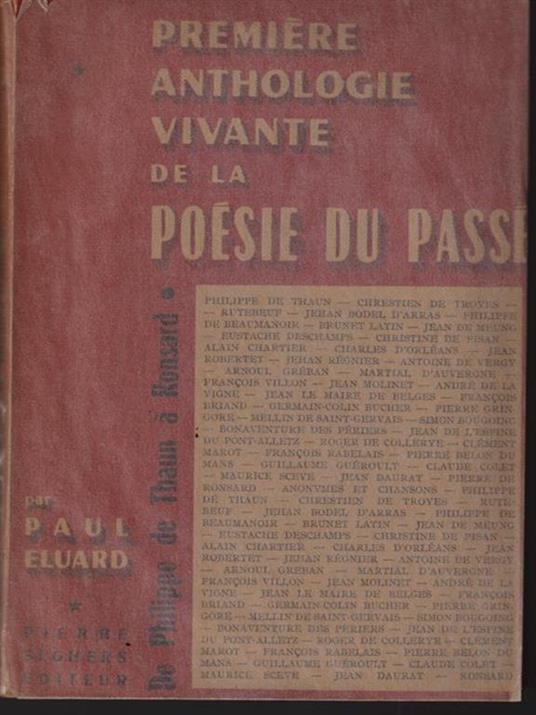 PREMIÈRE
ANTHOLOGIE
VIVANTE
DE LA
POÉSIE DU PASSÉ
De Philippe de Thaun à Ronsard
PHILIPPE DE THAUN — CHRESTIEN DE TROYES —
— RUTEBEUF — JEHAN BODEL D'ARRAS — PHILIPPE
DE BEAUMANOIR — BRUNET LATIN — JEAN DE MEUNG
— EUSTACHE DESCHAMPS — CHRISTINE DE PISAN —
ALAIN CHARTIER — CHARLES D'ORLÉANS — JEAN
ROBERTET — JEHAN RÉGNIER — ANTOINE DE VERGY
— ARNOUL GRÉBAN — MARTIAL D'AUVERGNE —
FRANÇOIS VILLON — JEAN MOLINET — ANDRÉ DE LA
VIGNE — JEAN LE MAIRE DE BELGES — FRANÇOIS
BRIAND — GERMAIN-COLIN BUCHER — PIERRE GRIN-
GORE — MELLIN DE SAINT-GERVAIS — SIMON BOUGOING
— BONAVENTURE DES PÉRIERS — JEAN DE L'ESPINE
DU PONT-ALLETZ — ROGER DE COLLERYE — CLÉMENT
MAROT — FRANÇOIS RABELAIS — PIERRE BELON DU
MANS — GUILLAUME GUÉROULT — CLAUDE COLET —
— MAURICE SCEVE — JEAN DAURAT — PIERRE DE
RONSARD — ANONYMES ET CHANSONS — PHILIPPE
DE THAUN — CHRESTIEN DE TROYES — RUTE-
BEUF — JEHAN BODEL D'ARRAS — PHILIPPE DE
BEAUMANOIR — BRUNET LATIN — JEAN DE MEUNG
— EUSTACHE DESCHAMPS — CHRISTINE DE PISAN —
ALAIN CHARTIER — CHARLES D'ORLÉANS — JEAN
ROBERTET — JEHAN RÉGNIER — ANTOINE DE VERGY
— ARNOUL GREBAN — MARTIAL D'AUVERGNE —
FRANÇOIS VILLON — JEAN MOLINET — ANDRÉ DE LA
VIGNE — JEAN LE MAIRE DE BELGES — FRANÇOIS
BRIAND — GERMAIN-COLIN BUCHER — PIERRE GRIN-
GORE — MELLIN DE SAINT-GERVAIS — SIMON BOUGOING
— BONAVENTURE DES PÉRIERS — JEAN DE L'ESPINE
DU PONT-ALLETZ — ROGER DE COLLERYE — CLÉMENT
MAROT — FRANÇOIS RABELAIS — PIERRE BELON DU
MANS — GUILLAUME GUÉROULT — CLAUDE COLET —
MAURICE SCEVE — JEAN DAURAT — RONSARD
par
PAUL
ELUARD
PIERRE
SEGHERS
ÉDITEUR